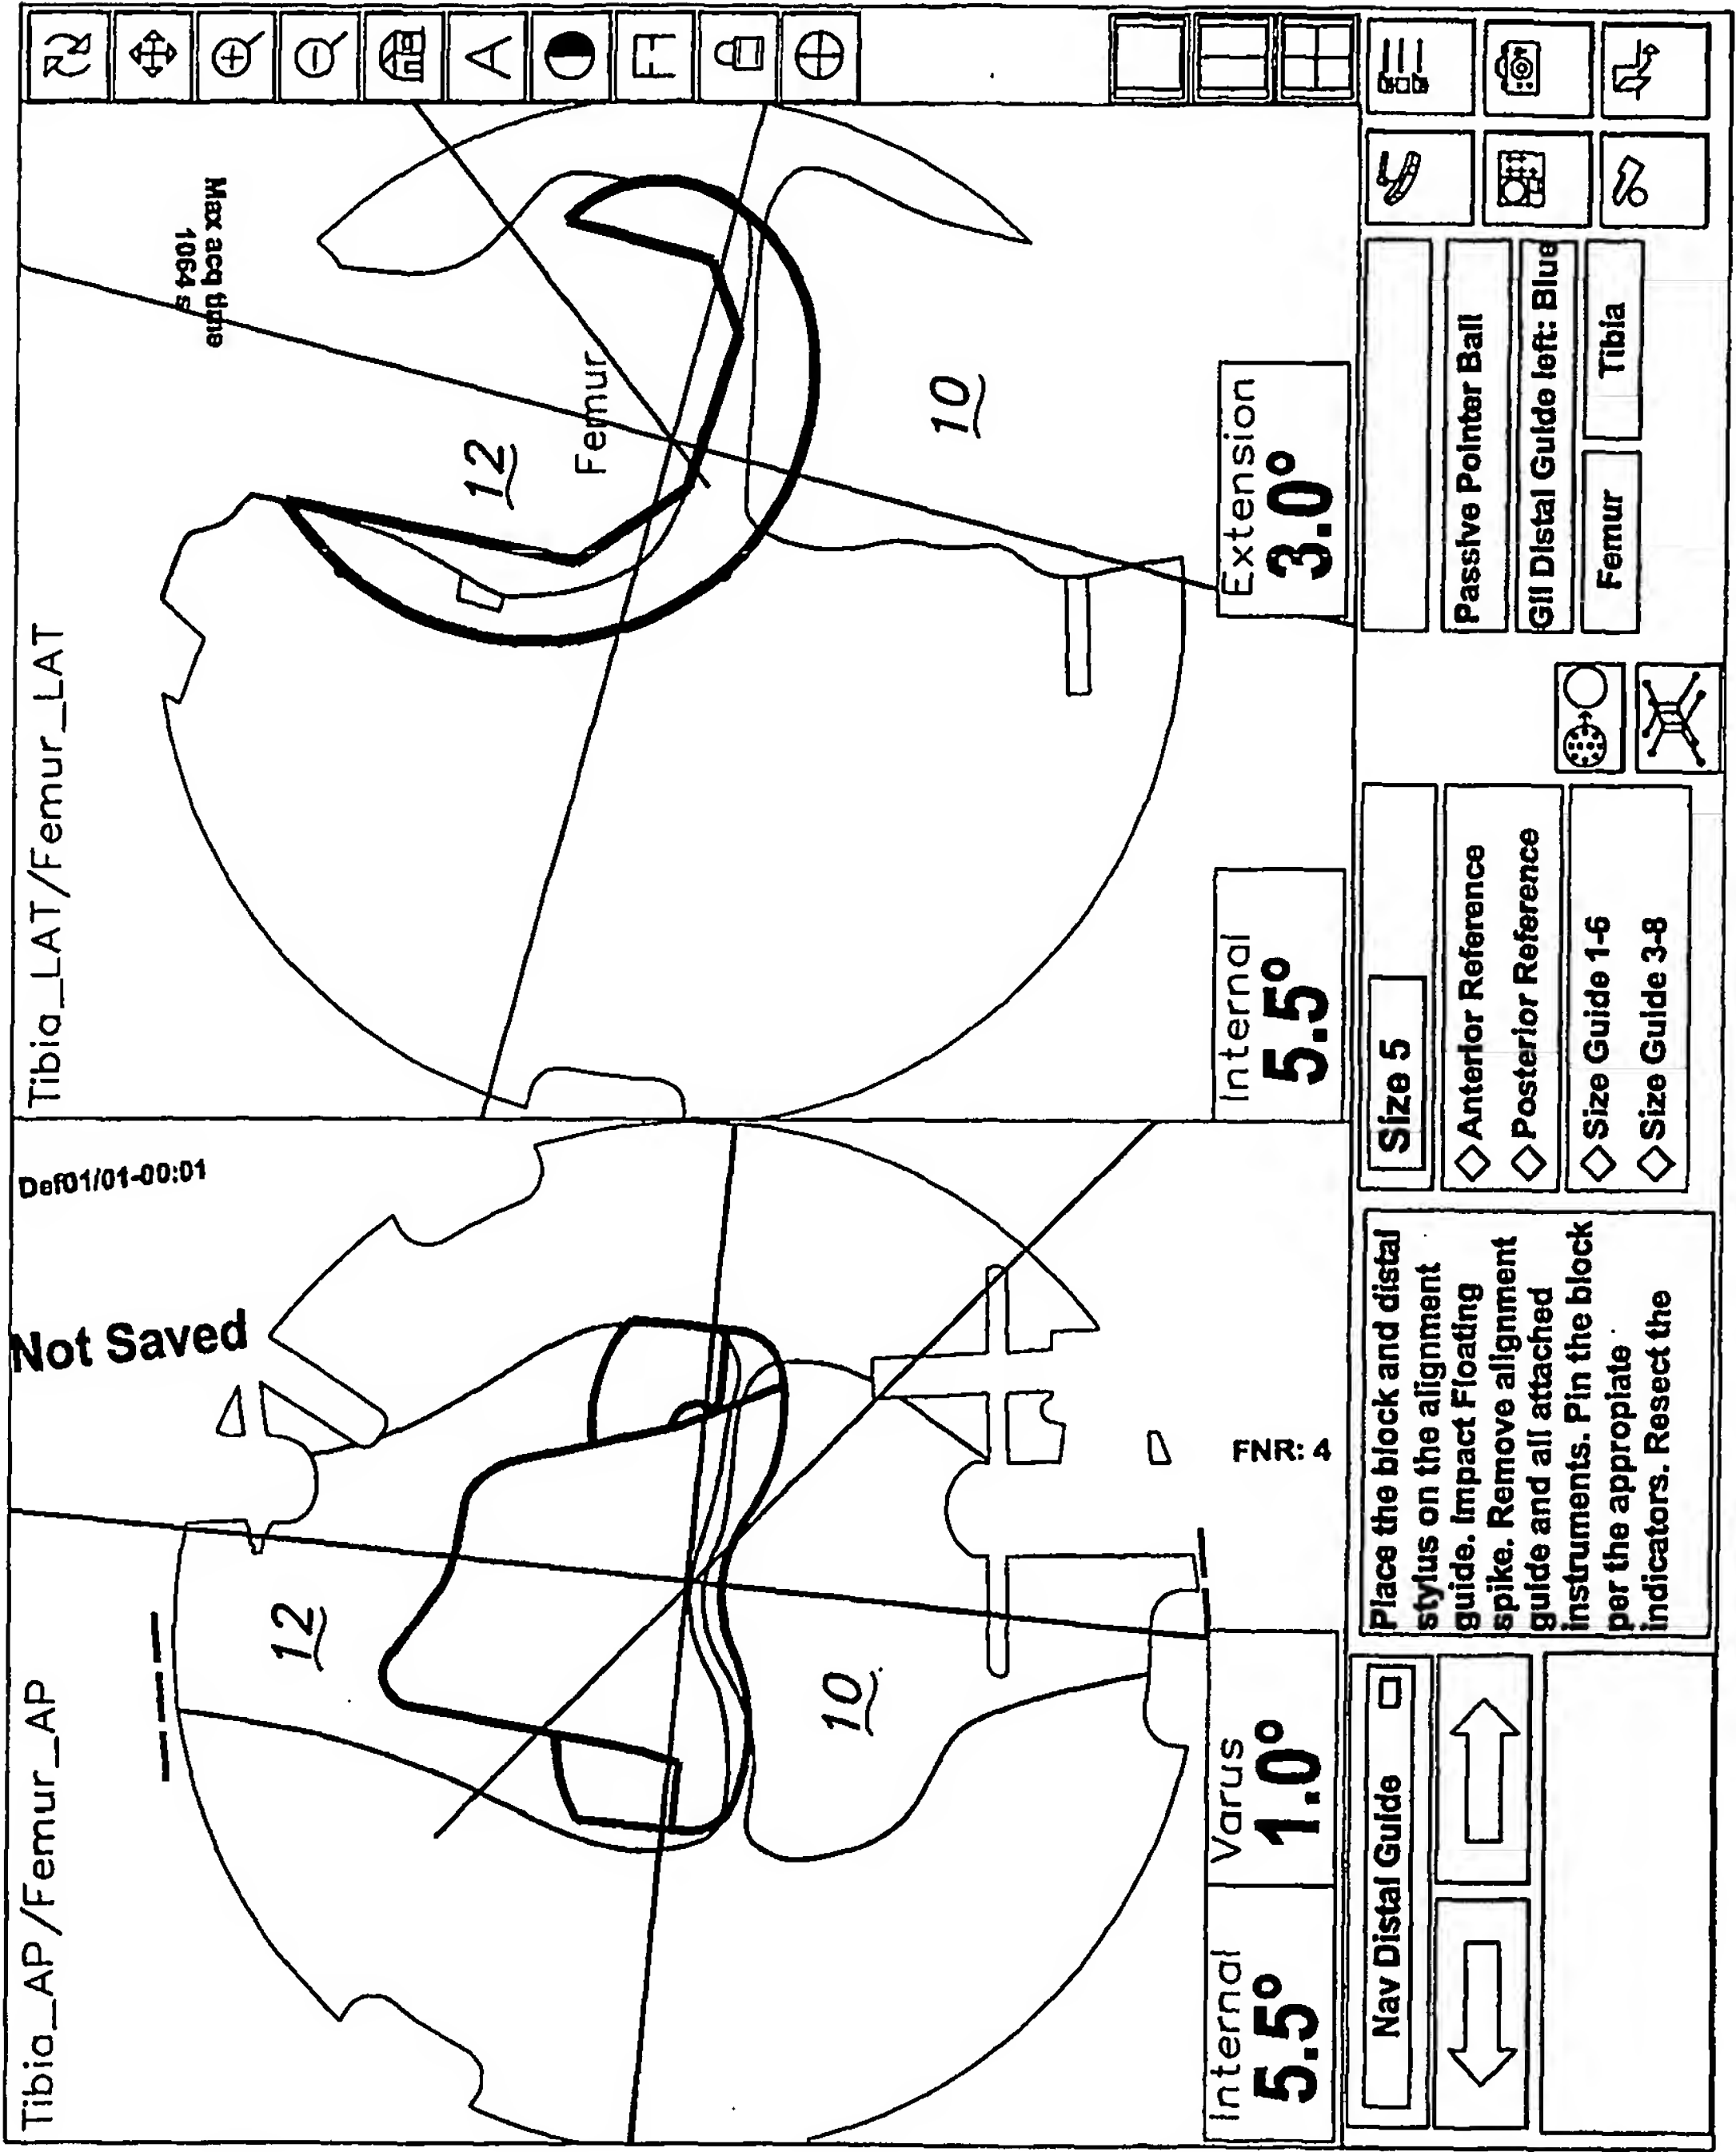 Tibia_AP/Femur_AP
Not Saved
Def01/01-00:01
12
10
FNR: 4
Internal
5.5°
Varus
1.0°
Tibia_LAT/Femur_LAT
Max acq time
1064 s
12
Femur
10
Internal
5.5°
Extension
3.0°
A
Nav Distal Guide
Place the block and distal
stylus on the alignment
guide. Impact Floating
spike. Remove alignment
guide and all attached
instruments. Pin the block
per the appropiate
indicators. Resect the
Size 5
Anterior Reference
Posterior Reference
Size Guide 1-6
Size Guide 3-8
Passive Pointer Ball
GII Distal Guide left: Blue
Femur
Tibia